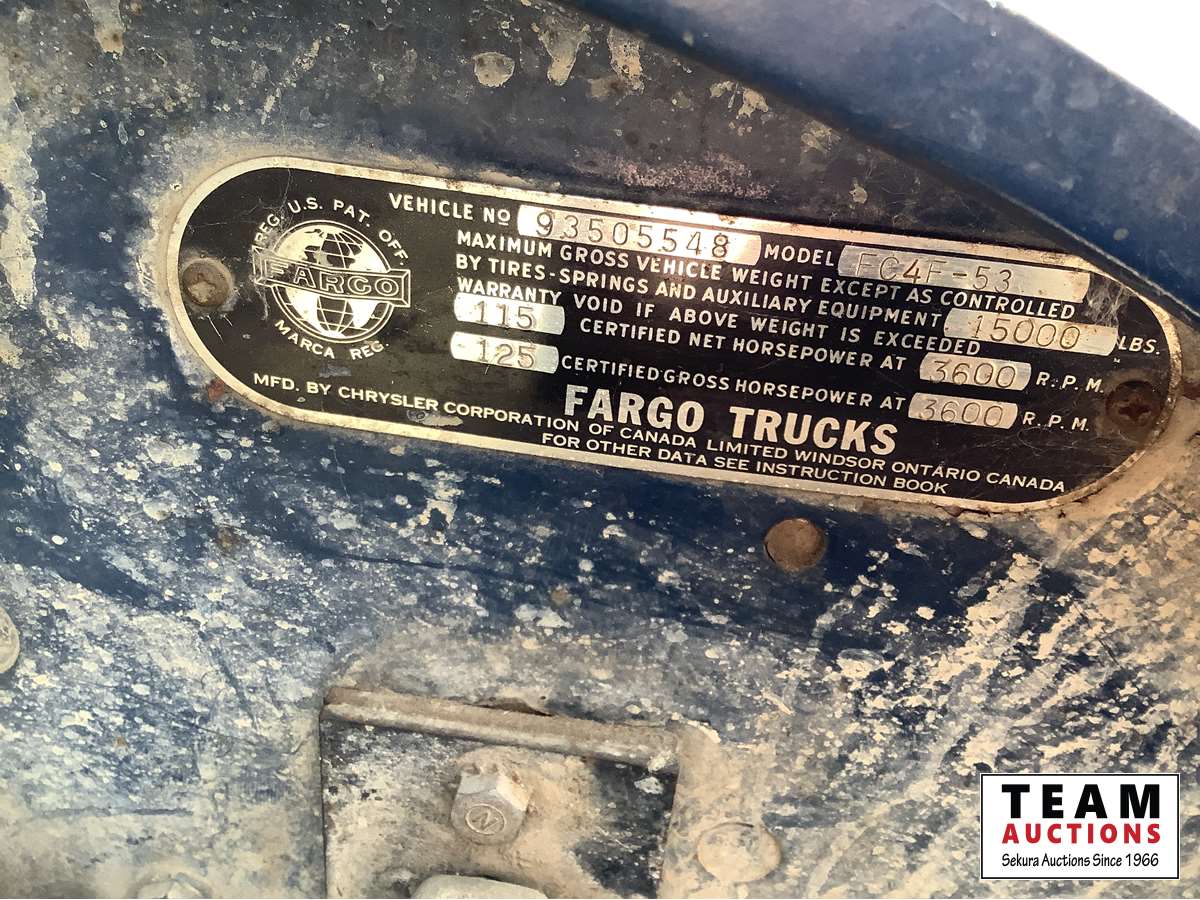 REG. U.S. PAT. OFF.
FARGO
MARCA REG.
VEHICLE NO 93505548 MODEL FC4F-53
MAXIMUM GROSS VEHICLE WEIGHT EXCEPT AS CONTROLLED
BY TIRES-SPRINGS AND AUXILIARY EQUIPMENT 15000 LBS.
WARRANTY VOID IF ABOVE WEIGHT IS EXCEEDED
115 CERTIFIED NET HORSEPOWER AT 3600 R.P.M.
125 CERTIFIED GROSS HORSEPOWER AT 3600 R.P.M.
FARGO TRUCKS
MFD. BY CHRYSLER CORPORATION OF CANADA LIMITED WINDSOR ONTARIO CANADA
FOR OTHER DATA SEE INSTRUCTION BOOK
N
TEAM
AUCTIONS
Sekura Auctions Since 1966